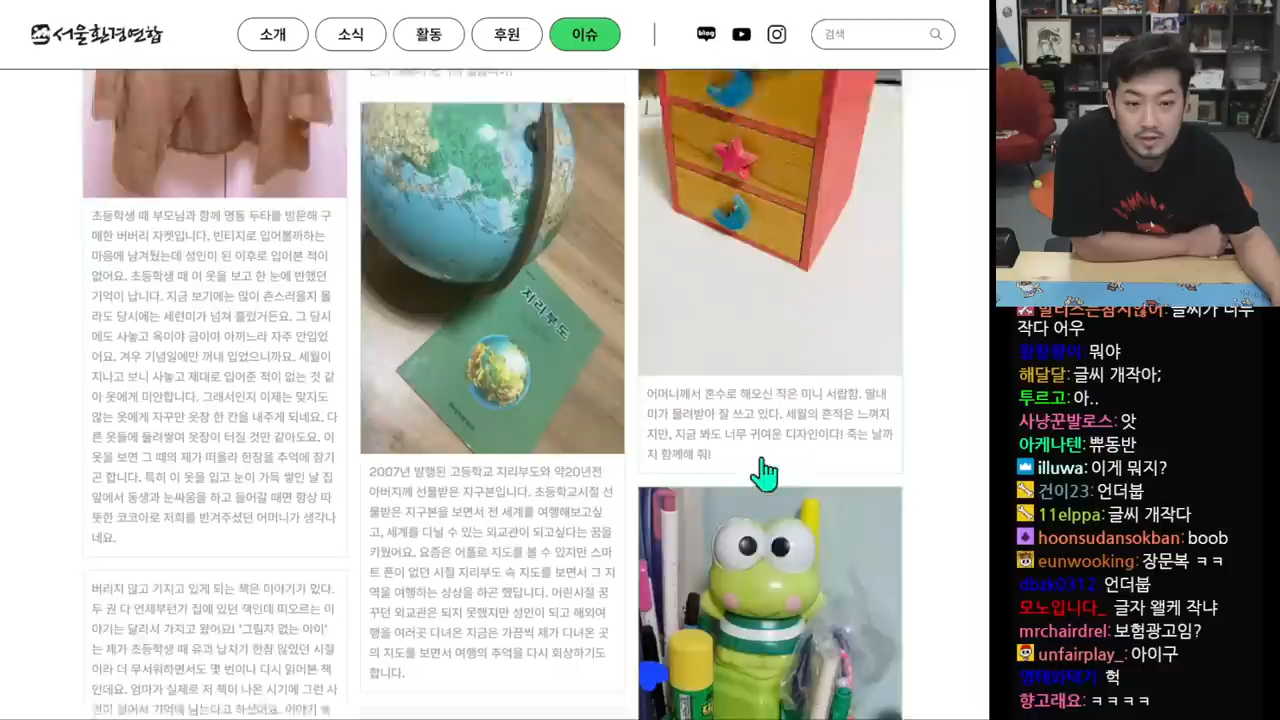 서울환경연합
소개
소식
활동
후원
이슈
blog
검색
초등학생 때 부모님과 함께 명동 두타를 방문해 구
매한 버버리 자켓입니다. 빈티지로 입어볼까하는
마음에 남겨뒀는데 성인이 된 이후로 입어본 적이
없어요. 초등학생 때 이 옷을 보고 한 눈에 반했던
기억이 납니다. 지금 보기에는 많이 촌스러울지 몰
라도 당시에는 세련미가 넘쳐 흘렀거든요. 그 당시
에도 사놓고 옥이야 금이야 아끼느라 자주 안입었
어요. 겨우 기념일에만 꺼내 입었으니까요. 세월이
지나고 보니 사놓고 제대로 입어준 적이 없는 것 같
아 옷에게 미안합니다. 그래서인지 이제는 맞지도
않는 옷에게 자꾸만 옷장 한 칸을 내주게 되네요. 다
른 옷들에 둘러쌓여 옷장이 터질 것만 같아도요. 이
옷을 보면 그 때의 제가 떠올라 한참을 추억에 잠기
곤 합니다. 특히 이 옷을 입고 눈이 가득 쌓인 날 집
앞에서 동생과 눈싸움을 하고 들어갈 때면 항상 따
뜻한 코코아로 저희를 반겨주셨던 어머니가 생각나
네요.
버리지 않고 가지고 있게 되는 책은 이야기가 있다.
두 권 다 언제부턴가 집에 있던 책인데 떠오르는 이
야기는 달라서 가지고 왔어요! '그림자 없는 아이'
는 제가 초등학생 때 유괴 납치가 한참 많았던 시절
이라 더 무서워하면서도 몇 번이나 다시 읽어본 책
인데요. 엄마가 실제로 저 책이 나온 시기에 그런 사
지리부도
2007년 발행된 고등학교 지리부도와 약20년전
아버지께 선물받은 지구본입니다. 초등학교시절 선
물받은 지구본을 보면서 전 세계를 여행해보고싶
고, 세계를 다닐 수 있는 외교관이 되고싶다는 꿈을
키웠어요. 요즘은 어플로 지도를 볼 수 있지만 스마
트 폰이 없던 시절 지리부도 속 지도를 보면서 그 지
역을 여행하는 상상을 하곤 했답니다. 어린시절 꿈
꾸던 외교관은 되지 못했지만 성인이 되고 해외여
행을 여러곳 다녀온 지금은 가끔씩 제가 다녀온 곳
의 지도를 보면서 여행의 추억을 다시 회상하기도
합니다.
어머니께서 혼수로 해오신 작은 미니 서랍함. 딸내
미가 물려받아 잘 쓰고 있다. 세월의 흔적은 느껴지
지만, 지금 봐도 너무 귀여운 디자인이다! 죽는 날까
지 함께해 줘!
글씨가 너무
작다 어우
왕왕왕이: 뭐야
해달달: 글씨 개작아;
투르고: 아..
사냥꾼발로스: 앗
아케나텐: 쀼동반
illuwa: 이게 뭐지?
건이23: 언더붑
11elppa: 글씨 개작다
hoonsudansokban: boob
eunwooking: 장문복 ㅋㅋ
dbzk0312: 언더붑
모노입니다_: 글자 왤케 작냐
mrchairdrel: 보험광고임?
unfairplay_: 아이구
영태와택기: 헉
향고래요: ㅋㅋㅋㅋ